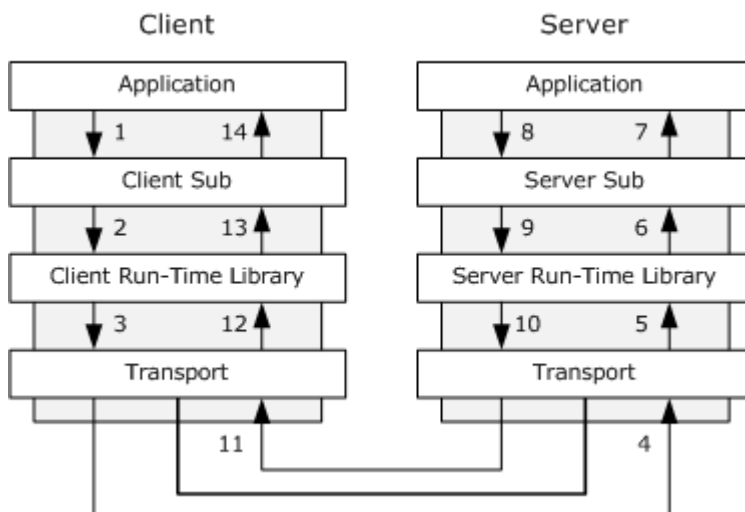 Client Server
Application Application
1 14 8 7
Client Sub Server Sub
2 13 9 6
Client Run-Time Library Server Run-Time Library
3 12 10 5
Transport Transport
11 4